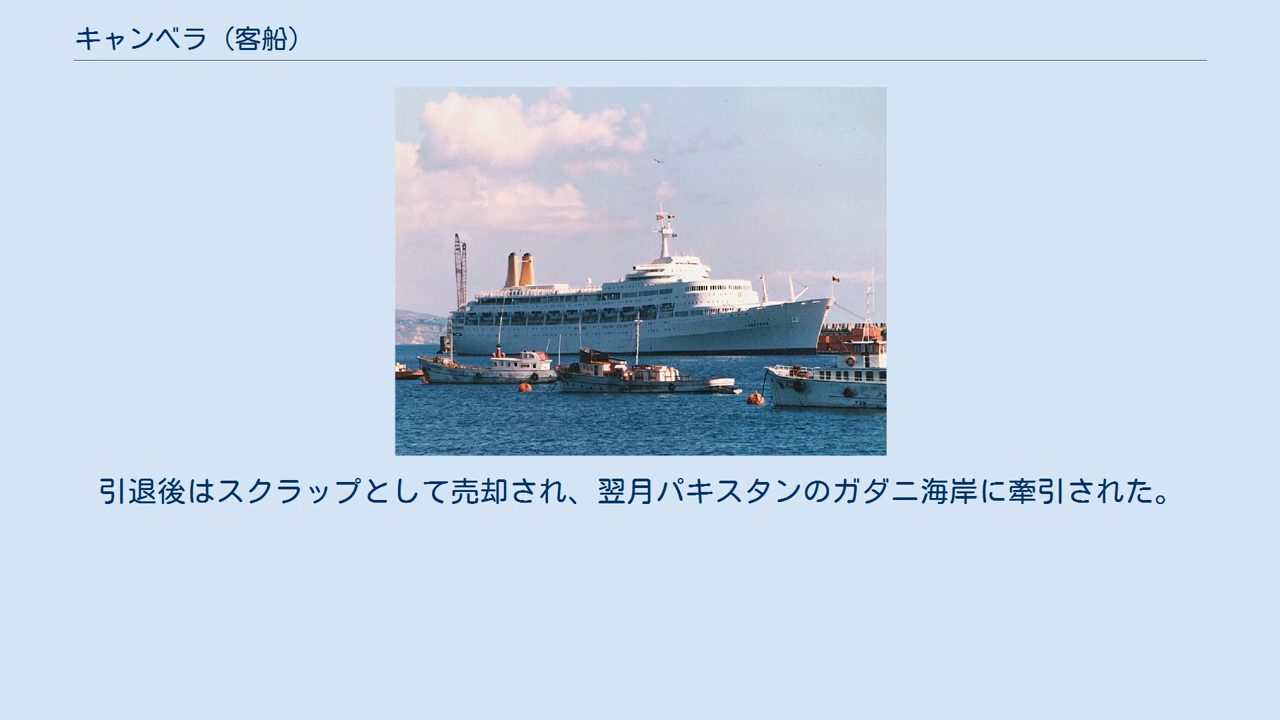 キャンベラ（客船）
引退後はスクラップとして売却され、翌月パキスタンのガダニ海岸に牽引された。